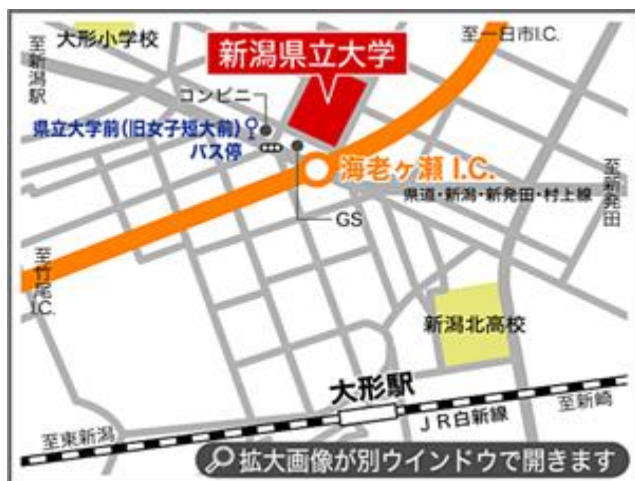 大形小学校
至一日市I.C.
至新潟駅
新潟県立大学
コンビニ
県立大学前(旧女子短大前)
バス停
海老ヶ瀬 I.C.
県道・新潟・新発田・村上線
至新発田
GS
至竹尾I.C.
新潟北高校
大形駅
JR白新線
至新崎
至東新潟
拡大画像が別ウインドウで開きます